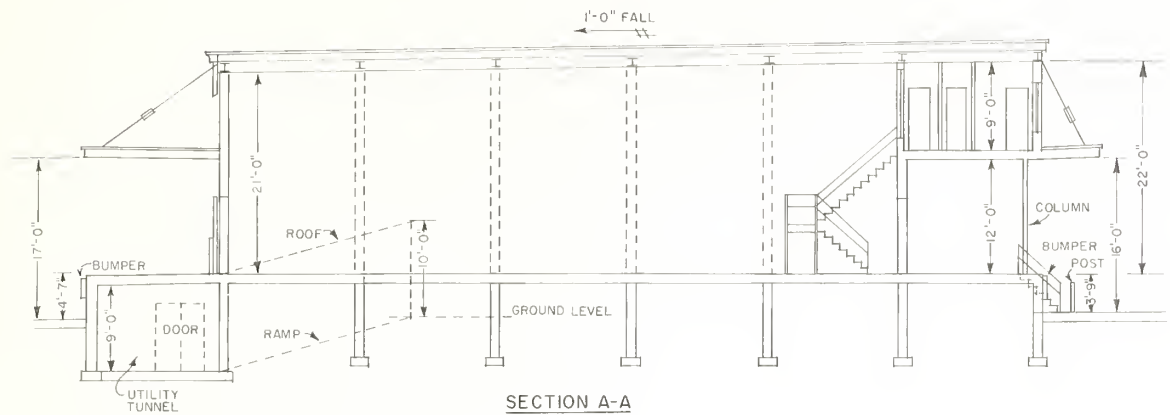 1'-0" FALL
21'-0"
9'-0"
22'-0"
17'-0"
ROOF
10'-0"
12'-0"
COLUMN
16'-0"
BUMPER
4'-7"
BUMPER
POST
3'-9"
9'-0"
DOOR
RAMP
GROUND LEVEL
UTILITY
TUNNEL
SECTION A-A